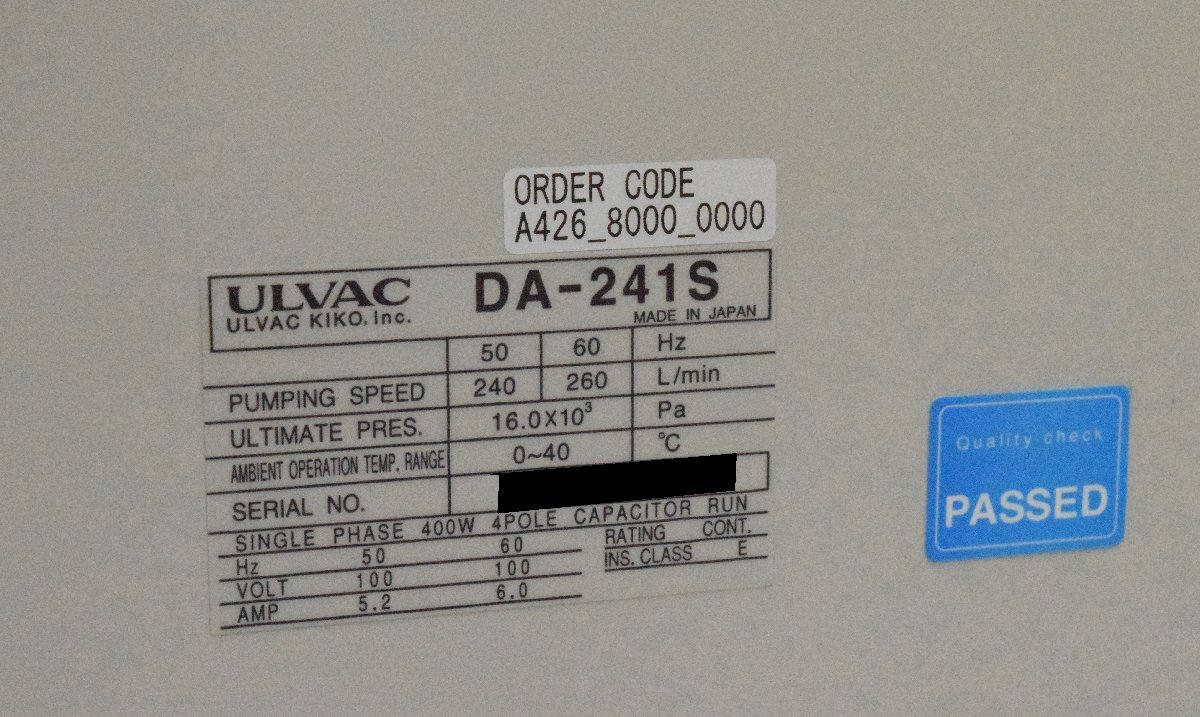 ORDER CODE
A426_8000_0000
ULVAC DA-241S
ULVAC KIKO, Inc. MADE IN JAPAN
50 60 Hz
PUMPING SPEED 240 260 L/min
ULTIMATE PRES. 16.0X10³ Pa
AMBIENT OPERATION TEMP. RANGE 0~40 °C
SERIAL NO.
SINGLE PHASE 400W 4POLE CAPACITOR RUN
Hz 50 60 RATING CONT.
VOLT 100 100 INS. CLASS E
AMP 5.2 6.0
Quality check
PASSED